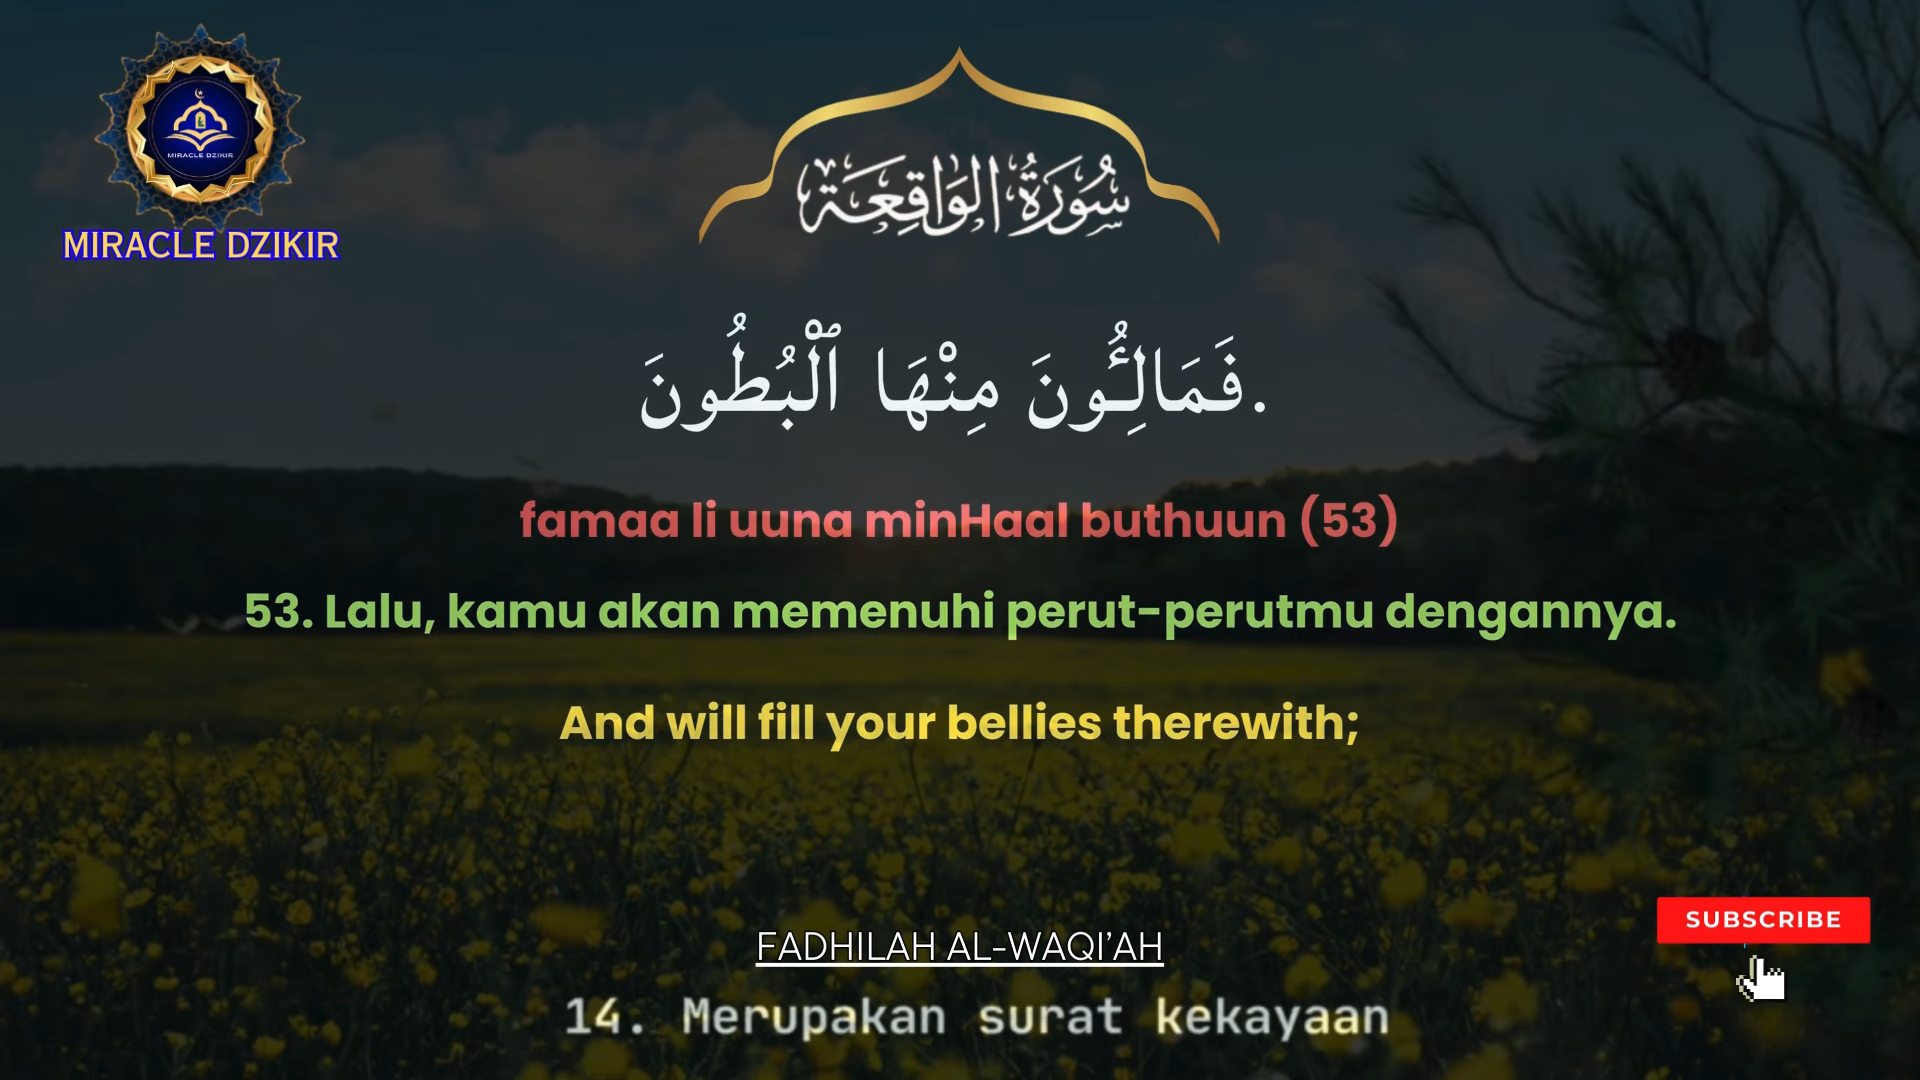 MIRACLE DZIKIR
MIRACLE DZIKIR
سُورَةُ الوَاقِعَة
فَمَالِـُٔونَ مِنْهَا ٱلْبُطُونَ.
famaa li uuna minHaal buthuun (53)
53. Lalu, kamu akan memenuhi perut-perutmu dengannya.
And will fill your bellies therewith;
SUBSCRIBE
FADHILAH AL-WAQI'AH
14. Merupakan surat kekayaan